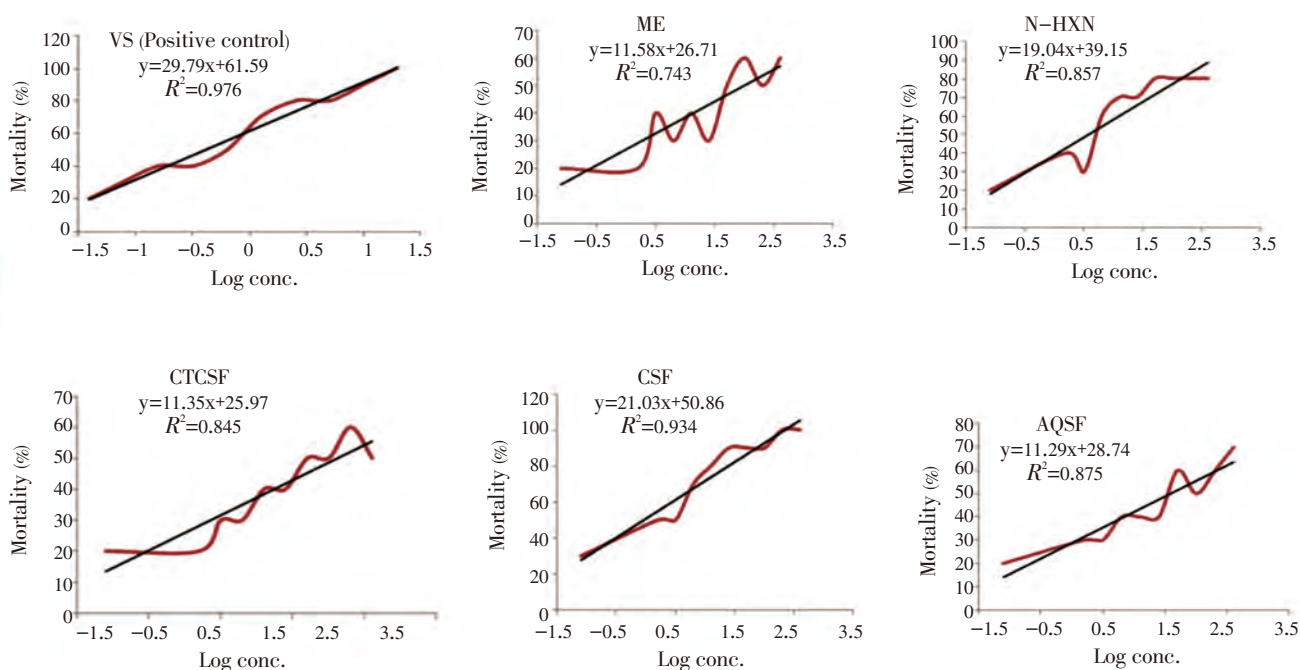 VS (Positive control)
y=29.79x+61.59
R²=0.976
Mortality (%)
120
100
80
60
40
20
0
−1.5 −1 −0.5 0 0.5 1 1.5
Log conc.
ME
y=11.58x+26.71
R²=0.743
Mortality (%)
70
60
50
40
30
20
10
0
−1.5 −0.5 0.5 1.5 2.5 3.5
Log conc.
N−HXN
y=19.04x+39.15
R²=0.857
Mortality (%)
100
90
80
70
60
50
40
30
20
10
0
−1.5 −0.5 0.5 1.5 2.5 3.5
Log conc.
CTCSF
y=11.35x+25.97
R²=0.845
Mortality (%)
70
60
50
40
30
20
10
0
−1.5 −0.5 0.5 1.5 2.5 3.5
Log conc.
CSF
y=21.03x+50.86
R²=0.934
Mortality (%)
120
100
80
60
40
20
0
−1.5 −0.5 0.5 1.5 2.5 3.5
Log conc.
AQSF
y=11.29x+28.74
R²=0.875
Mortality (%)
80
70
60
50
40
30
20
10
0
−1.5 −0.5 0.5 1.5 2.5 3.5
Log conc.